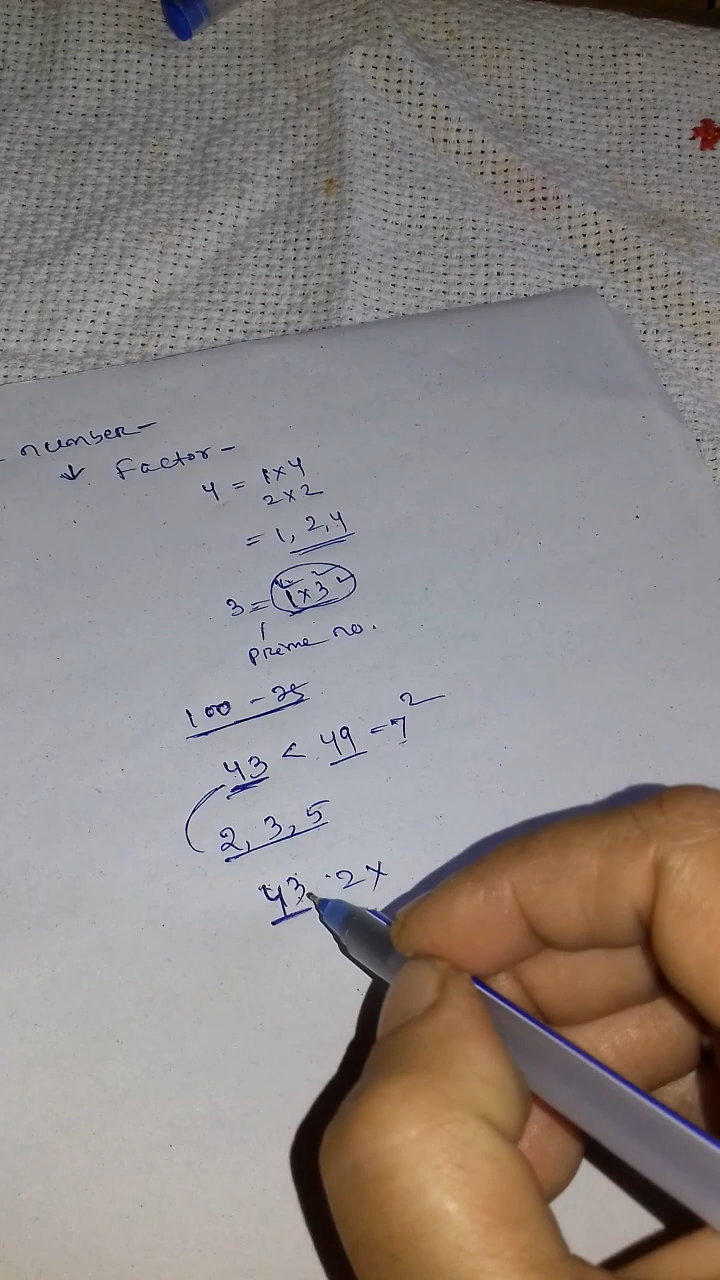 - number -
↓ Factor -
4 = 1×4
2×2
= 1, 2, 4
3 = 1×3
prime no.
100 - 25
43 < 49 = 7²
2, 3, 5
43 2×